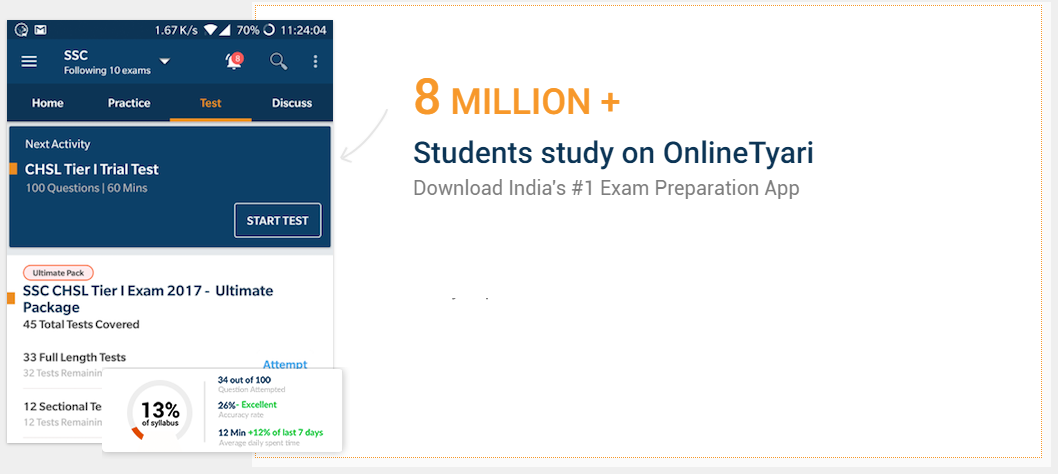 1.67 K/s 70% 11:24:04
SSC
Following 10 exams
8
Home Practice Test Discuss
Next Activity
CHSL Tier I Trial Test
100 Questions | 60 Mins
START TEST
Ultimate Pack
SSC CHSL Tier I Exam 2017 - Ultimate
Package
45 Total Tests Covered
33 Full Length Tests
Attempt
32 Tests Remainin
12 Sectional Te
12 Tests Remainin
13%
of syllabus
34 out of 100
Question Attempted
26%- Excellent
Accuracy rate
12 Min +12% of last 7 days
Average daily spent time
8 MILLION +
Students study on OnlineTyari
Download India's #1 Exam Preparation App